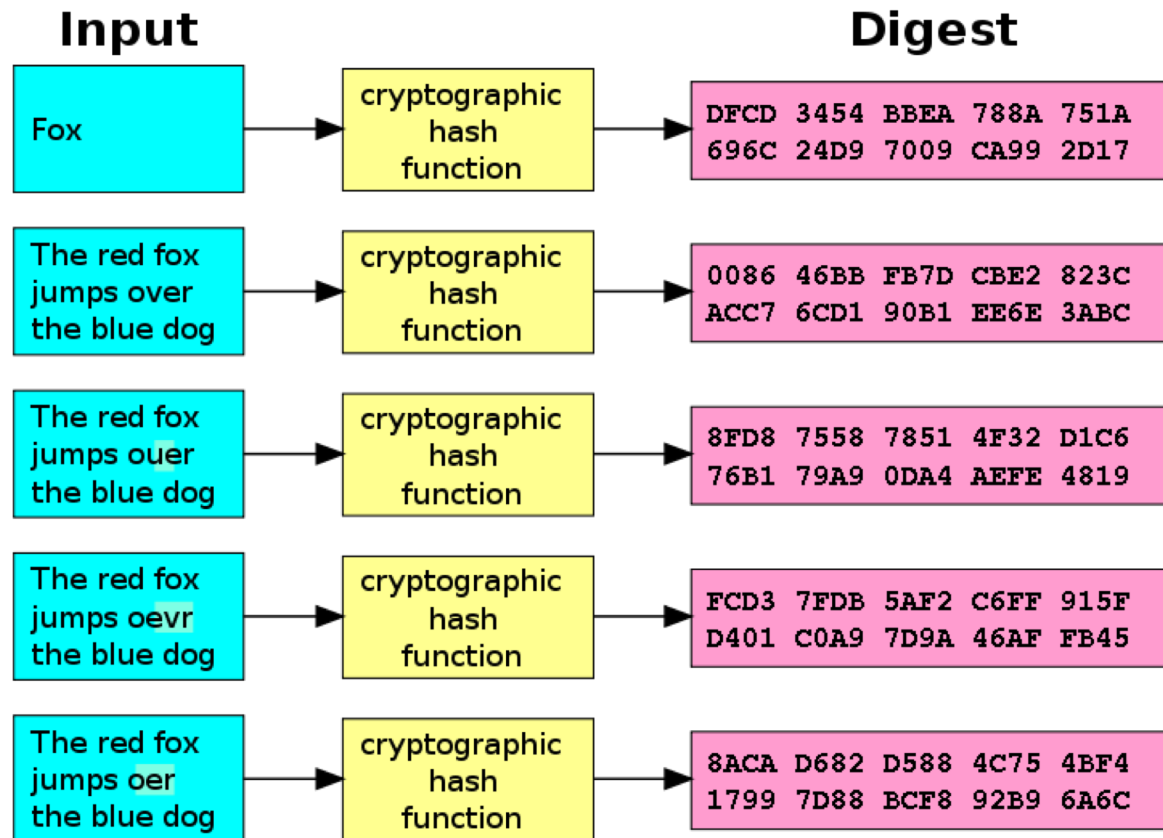 Input
Digest
Fox
cryptographic
hash
function
DFCD 3454 BBEA 788A 751A
696C 24D9 7009 CA99 2D17
The red fox
jumps over
the blue dog
cryptographic
hash
function
0086 46BB FB7D CBE2 823C
ACC7 6CD1 90B1 EE6E 3ABC
The red fox
jumps ouer
the blue dog
cryptographic
hash
function
8FD8 7558 7851 4F32 D1C6
76B1 79A9 0DA4 AEFE 4819
The red fox
jumps oevr
the blue dog
cryptographic
hash
function
FCD3 7FDB 5AF2 C6FF 915F
D401 C0A9 7D9A 46AF FB45
The red fox
jumps oer
the blue dog
cryptographic
hash
function
8ACA D682 D588 4C75 4BF4
1799 7D88 BCF8 92B9 6A6C